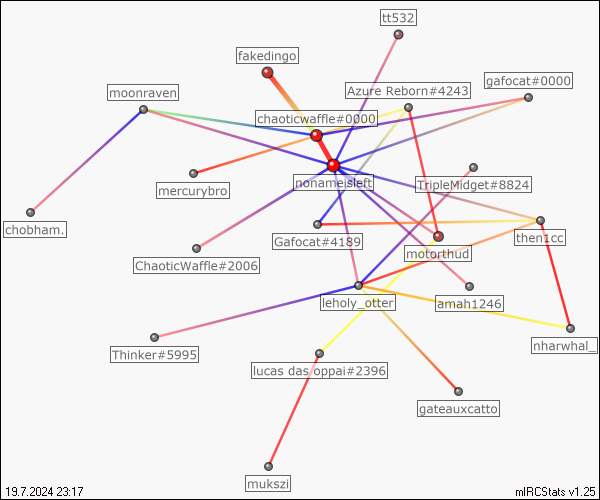 tt532
fakedingo
gafocat#0000
Azure Reborn#4243
moonraven
chaoticwaffle#0000
nonameisleft
TripleMidget#8824
mercurybro
chobham.
Gafocat#4189
then1cc
motorthud
ChaoticWaffle#2006
leholy_otter
amah1246
nharwhal_
Thinker#5995
lucas das oppai#2396
gateauxcatto
mukszi
19.7.2024 23:17
mIRCStats v1.25